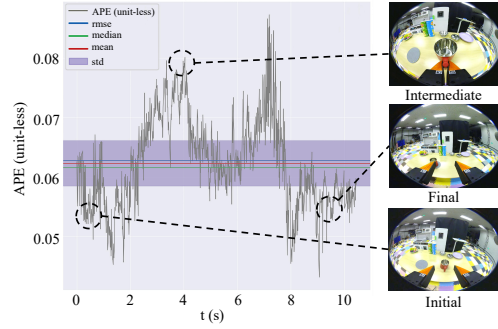 APE (unit-less)
rmse
median
mean
std
APE (unit-less)
0.08
0.07
0.06
0.05
0
2
4
6
8
10
t (s)
Intermediate
Final
Initial